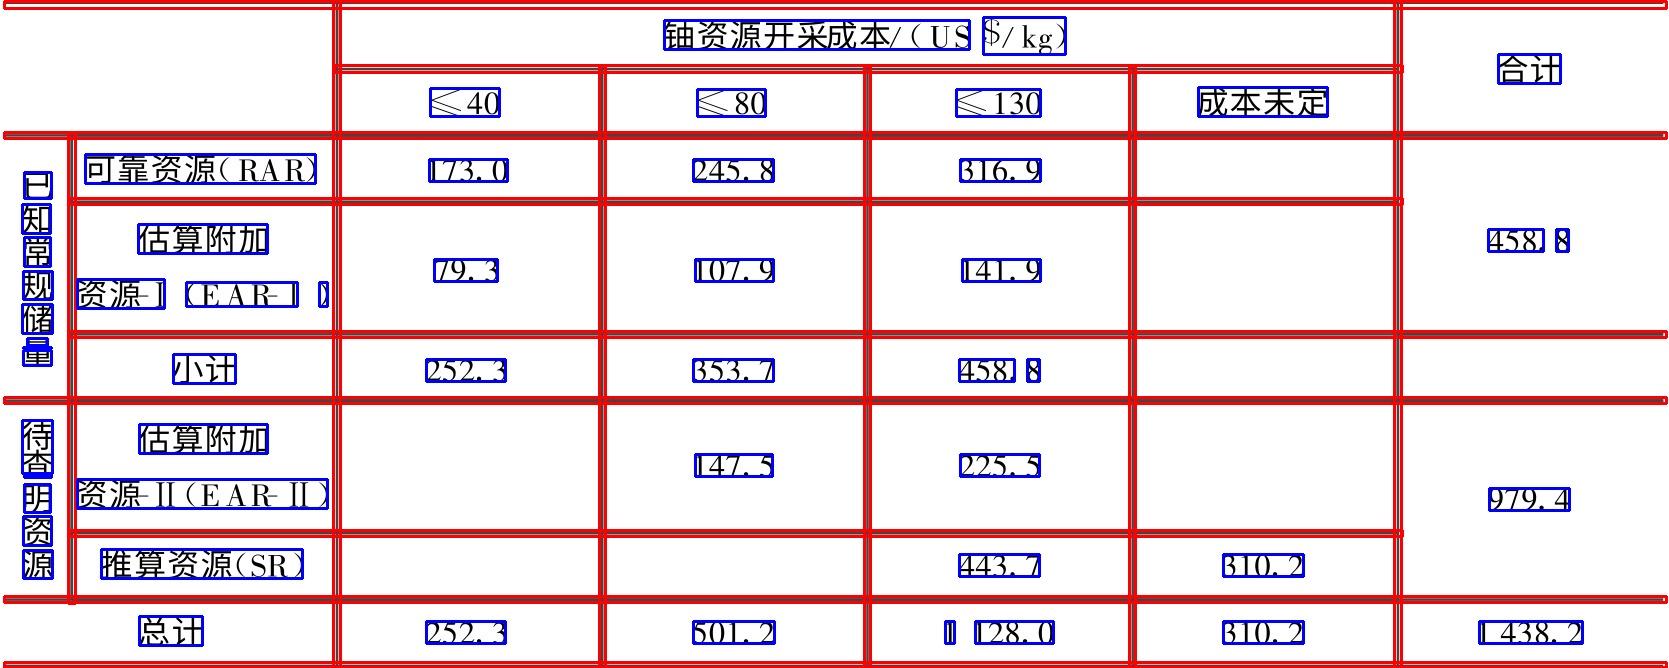 铀资源开采成本/(US $/kg) 合计
≤40 ≤80 ≤130 成本未定
已知常规储量
可靠资源(RAR) 173.0 245.8 316.9
458.8
估算附加
资源-Ⅰ (EAR-Ⅰ) 79.3 107.9 141.9
小计 252.3 353.7 458.8
待查明资源
估算附加
资源-Ⅱ(EAR-Ⅱ) 147.5 225.5
979.4
推算资源(SR) 443.7 310.2
总计 252.3 501.2 1 128.0 310.2 1 438.2